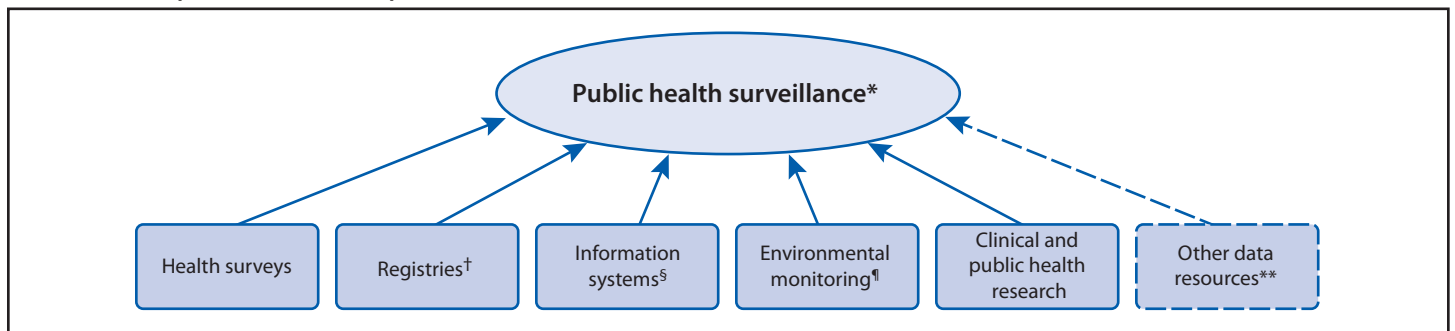 Public health surveillance*
Health surveys
Registries†
Information
systems§
Environmental
monitoring¶
Clinical and
public health
research
Other data
resources**